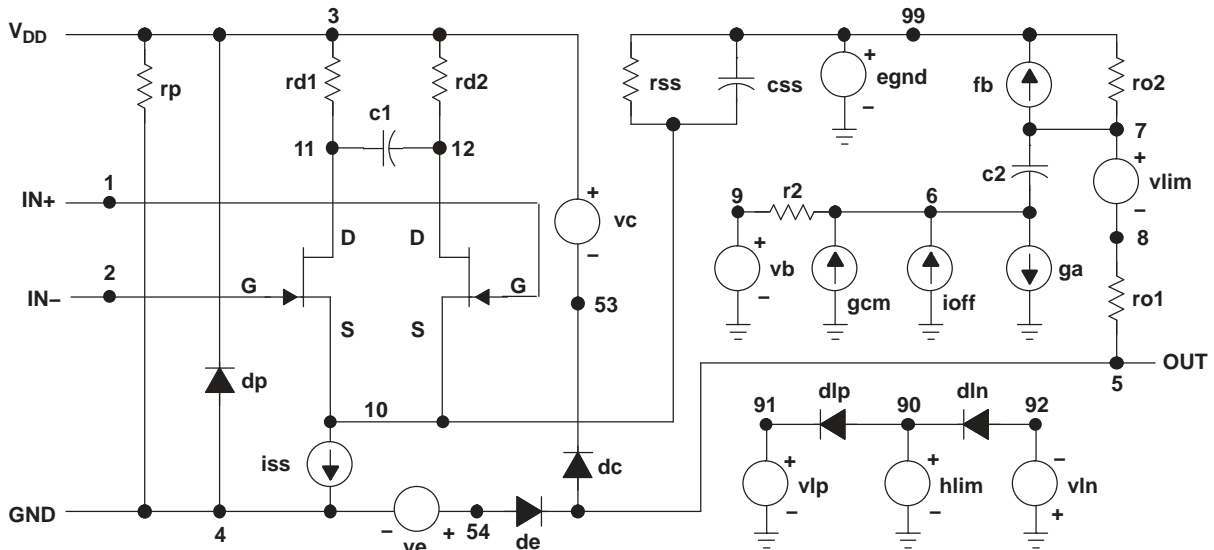 3
99
VDD
rp
rd1
rd2
rss
css
+
egnd
−
fb
ro2
c1
11
12
7
1
IN+
c2
+
vlim
−
9
r2
6
8
+
vc
−
D
D
+
vb
−
gcm
ioff
ga
2
IN−
G
G
53
ro1
S
S
OUT
5
dp
10
91
dlp
90
dln
92
iss
dc
+
vlp
−
+
hlim
−
−
vln
+
GND
4
−
+
54
ve
de